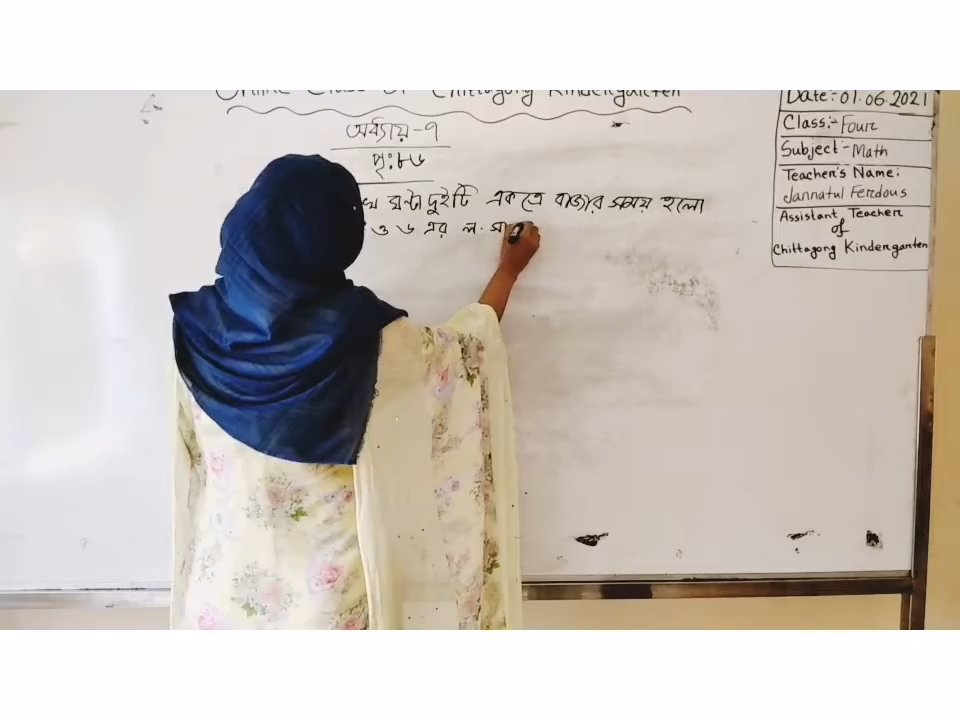 Online Class of Chittagong Kindergarten
অধ্যায়-৭
পৃ:৮৬
ঘন্টা দুইটি একত্রে বাজার সময় হলো
ও ৬ এর ল. সা
Date:-01.06.2021
Class:- Four
Subject:- Math
Teacher's Name:
Jannatul Ferdous
Assistant Teacher
of
Chittagong Kindergarten